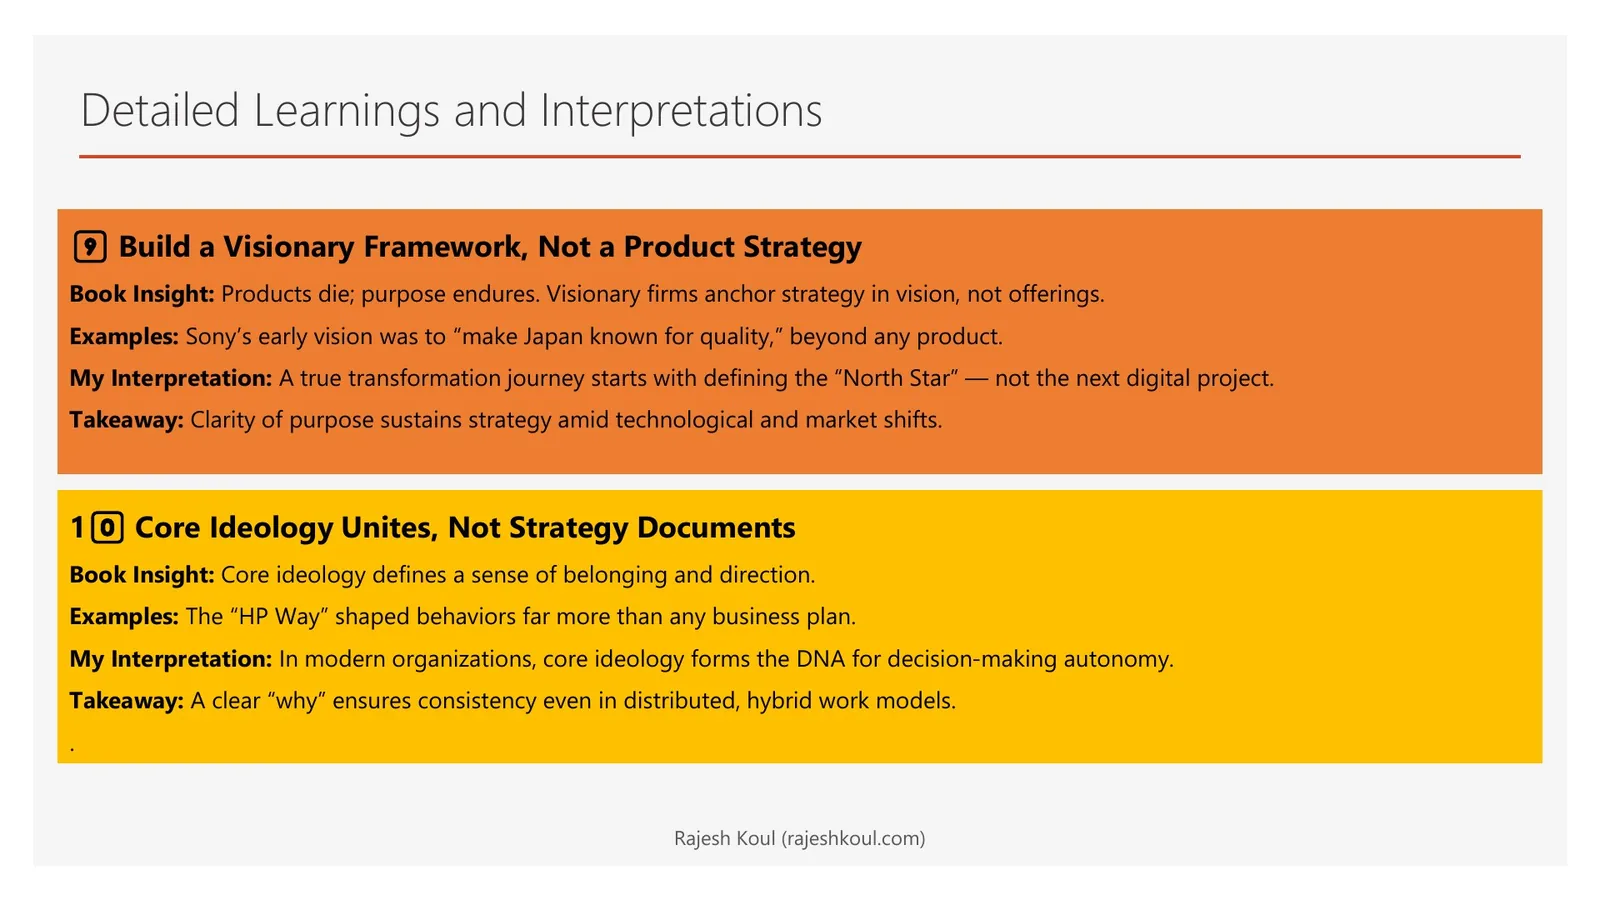 Detailed Learnings and Interpretations
9 Build a Visionary Framework, Not a Product Strategy
Book Insight: Products die; purpose endures. Visionary firms anchor strategy in vision, not offerings.
Examples: Sony’s early vision was to “make Japan known for quality,” beyond any product.
My Interpretation: A true transformation journey starts with defining the “North Star” — not the next digital project.
Takeaway: Clarity of purpose sustains strategy amid technological and market shifts.
10 Core Ideology Unites, Not Strategy Documents
Book Insight: Core ideology defines a sense of belonging and direction.
Examples: The “HP Way” shaped behaviors far more than any business plan.
My Interpretation: In modern organizations, core ideology forms the DNA for decision-making autonomy.
Takeaway: A clear “why” ensures consistency even in distributed, hybrid work models.
.
Rajesh Koul (rajeshkoul.com)